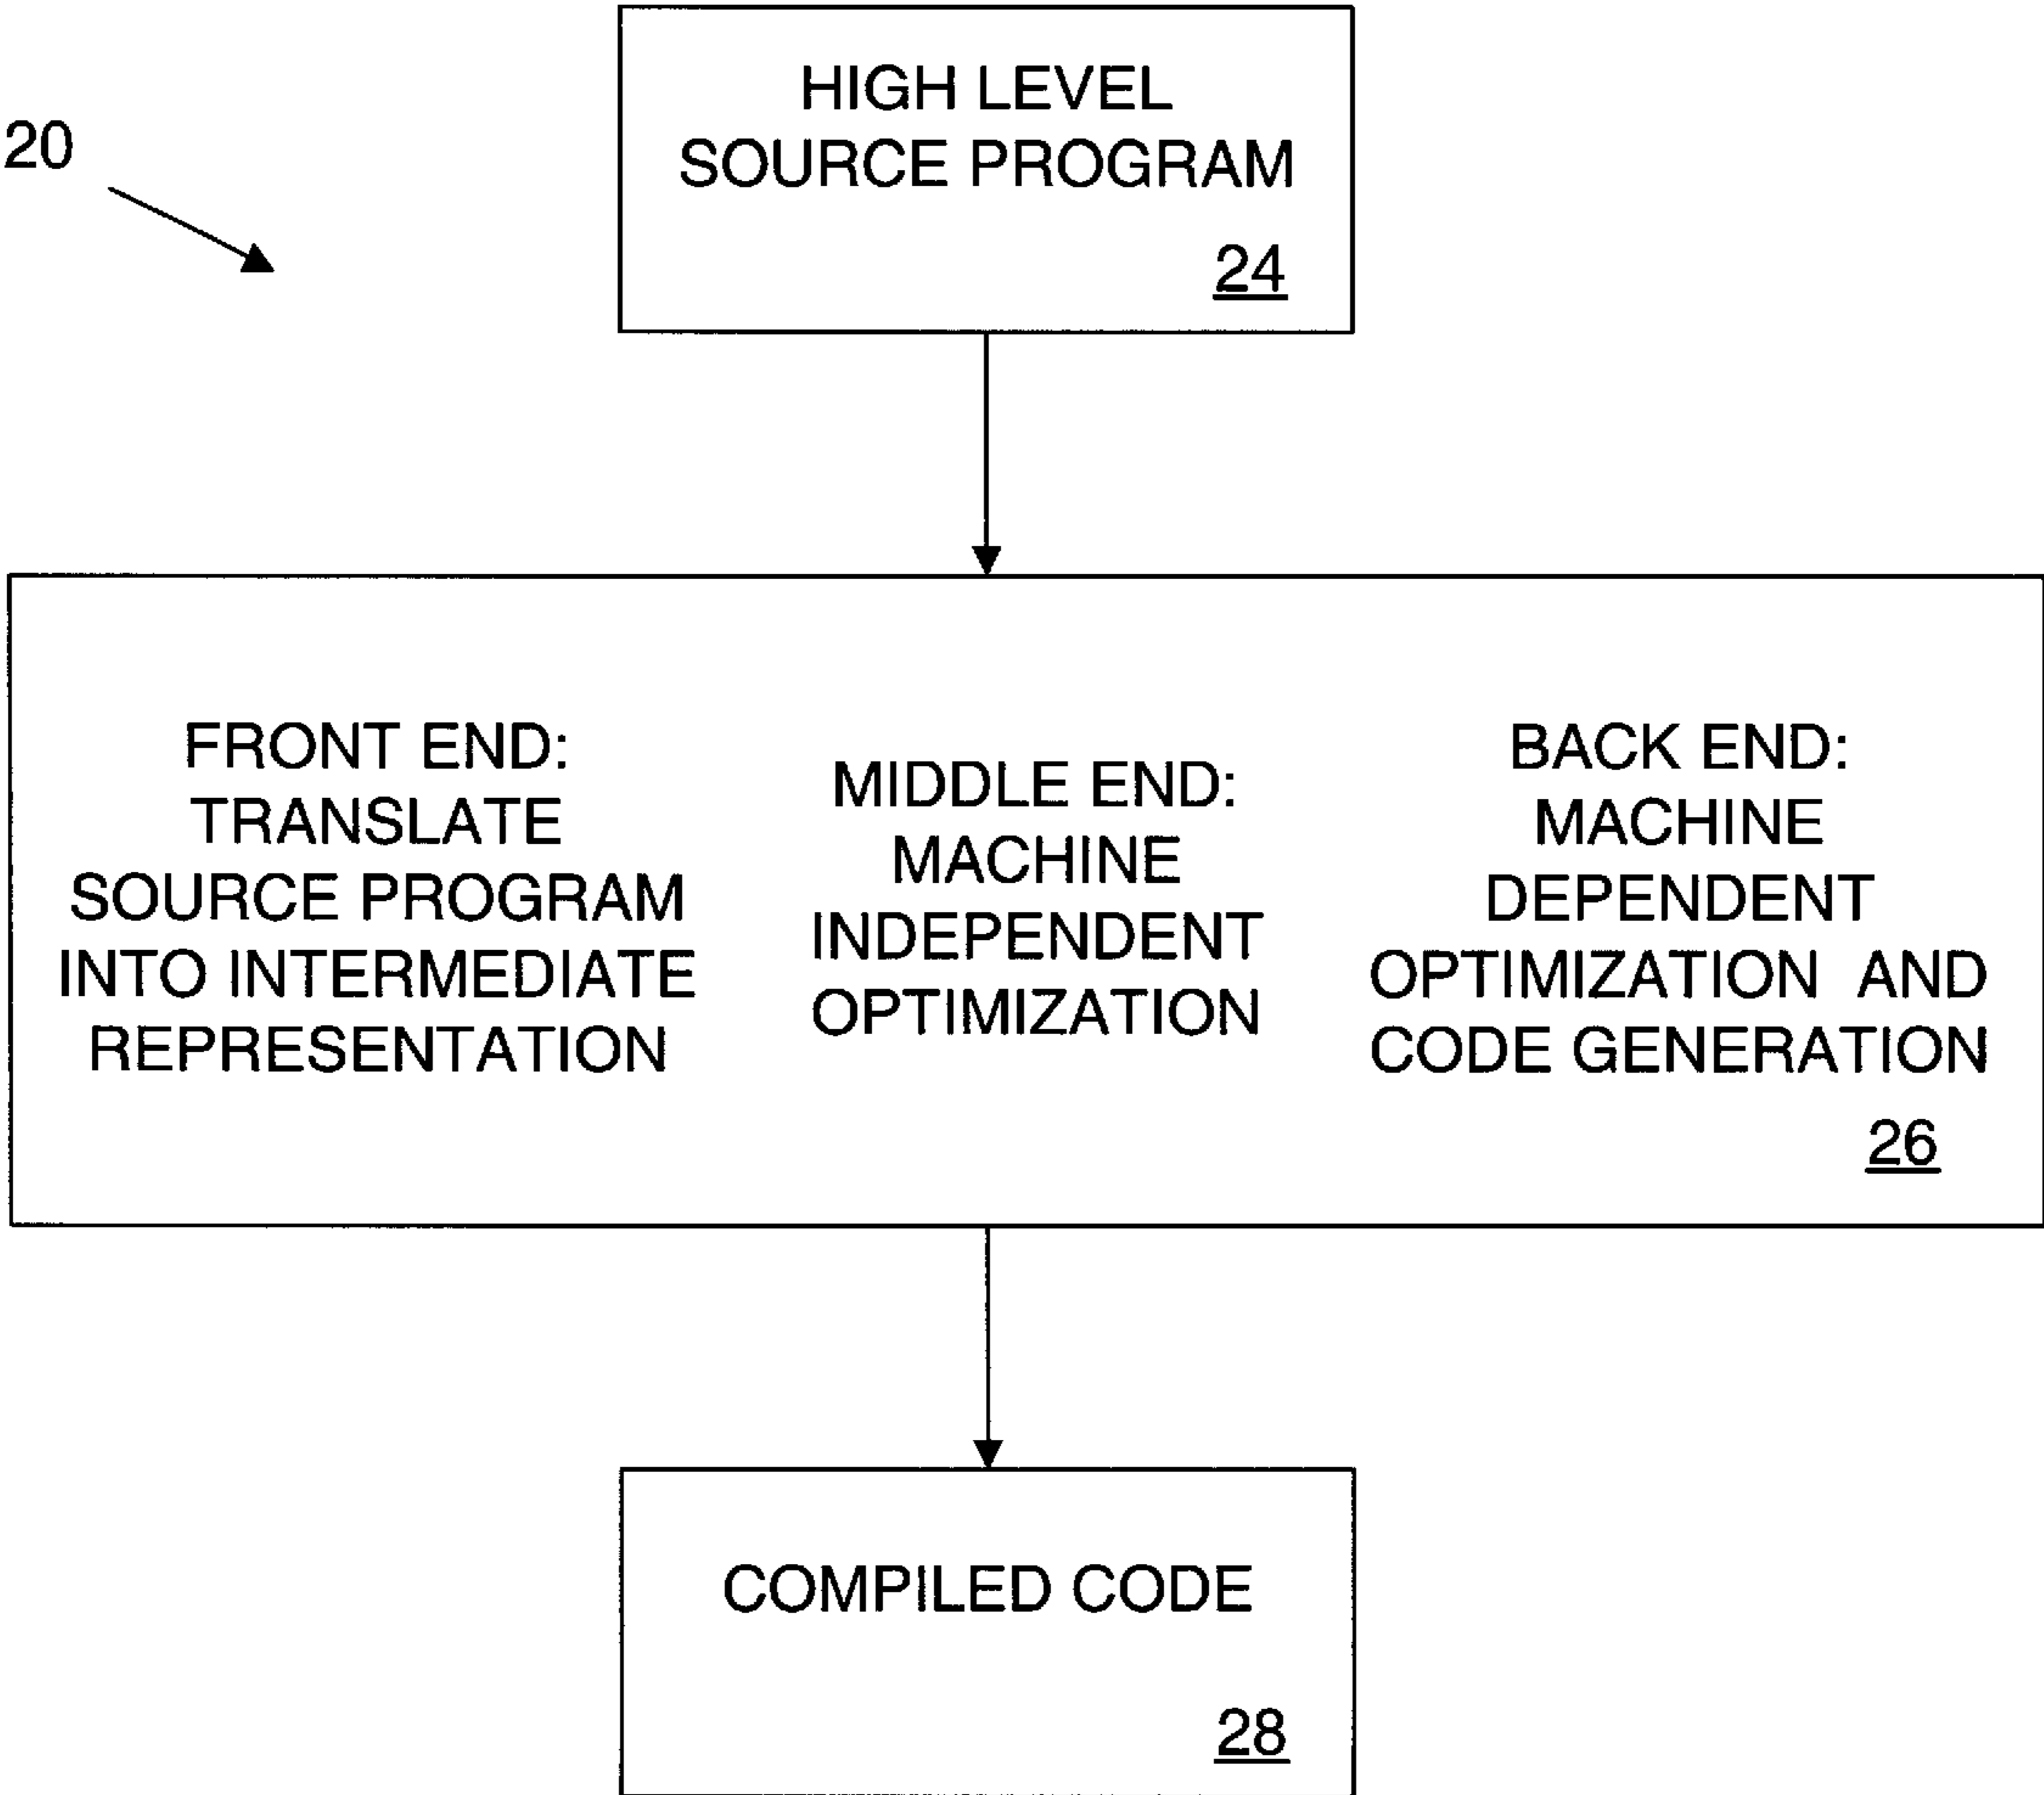 20
HIGH LEVEL
SOURCE PROGRAM
24
FRONT END:
TRANSLATE
SOURCE PROGRAM
INTO INTERMEDIATE
REPRESENTATION
MIDDLE END:
MACHINE
INDEPENDENT
OPTIMIZATION
BACK END:
MACHINE
DEPENDENT
OPTIMIZATION AND
CODE GENERATION
26
COMPILED CODE
28